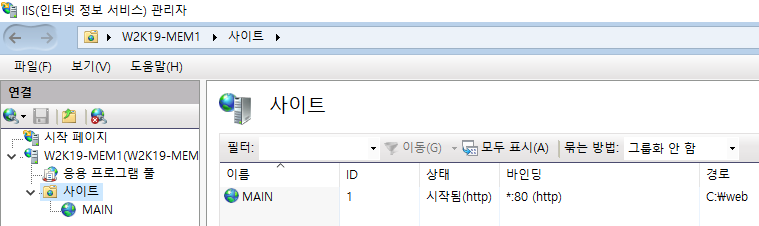 IIS(인터넷 정보 서비스) 관리자
W2K19-MEM1 사이트
파일(F) 보기(V) 도움말(H)
연결
시작 페이지
W2K19-MEM1(W2K19-MEM
응용 프로그램 풀
사이트
MAIN
사이트
필터: 이동(G) 모두 표시(A) 묶는 방법: 그룹화 안 함
이름 ID 상태 바인딩 경로
MAIN 1 시작됨(http) *:80 (http) C:₩web